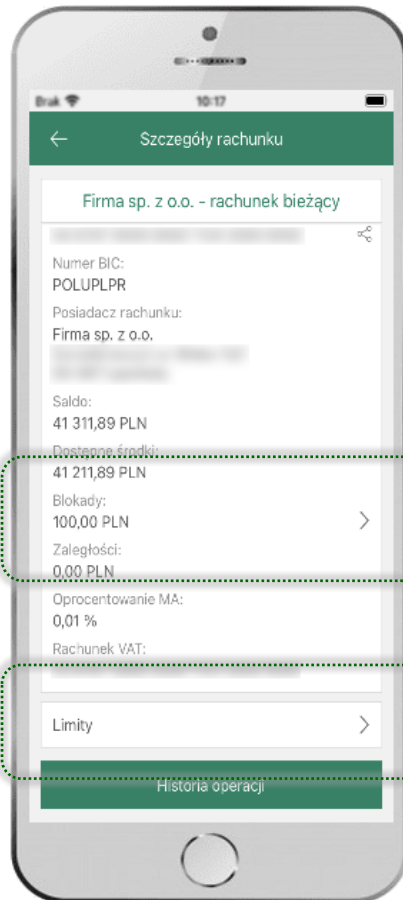 Brak 10:17
Szczegóły rachunku
Firma sp. z o.o. - rachunek bieżący
Numer BIC:
POLUPLPR
Posiadacz rachunku:
Firma sp. z o.o.
Saldo:
41 311,89 PLN
Dostępne środki:
41 211,89 PLN
Blokady:
100,00 PLN
Zaległości:
0,00 PLN
Oprocentowanie MA:
0,01 %
Rachunek VAT:
Limity
Historia operacji